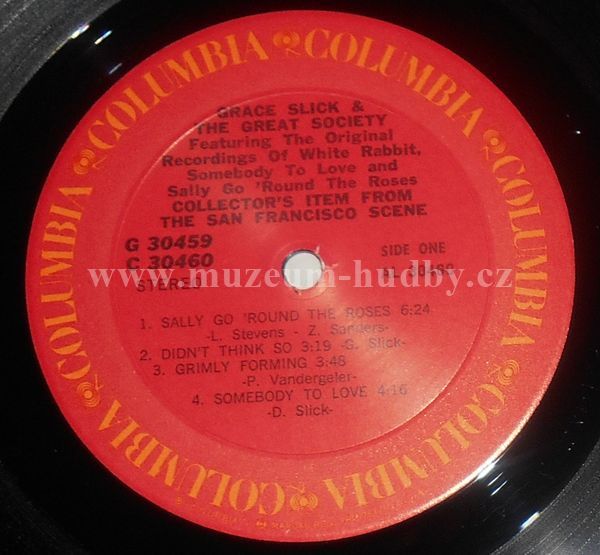 COLUMBIA COLUMBIA COLUMBIA COLUMBIA COLUMBIA COLUMBIA
GRACE SLICK &
THE GREAT SOCIETY
Featuring The Original
Recordings Of White Rabbit,
Somebody To Love and
Sally Go 'Round The Roses
COLLECTOR'S ITEM FROM
THE SAN FRANCISCO SCENE
G 30459
C 30460
STEREO
SIDE ONE
www.muzeum-hudby.cz
1. SALLY GO 'ROUND THE ROSES 6:24
-L. Stevens - Z. Sanders-
2. DIDN'T THINK SO 3:19 -G. Slick-
3. GRIMLY FORMING 3:48
-P. Vandergeler-
4. SOMEBODY TO LOVE 4:16
-D. Slick-